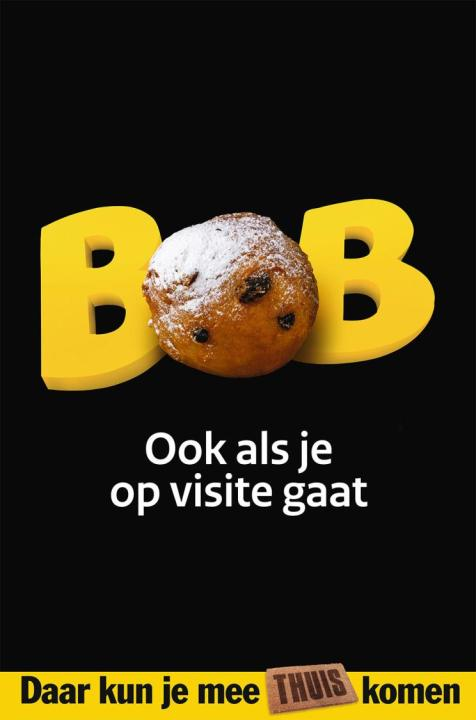 BOB
Ook als je
op visite gaat
Daar kun je mee THUIS komen